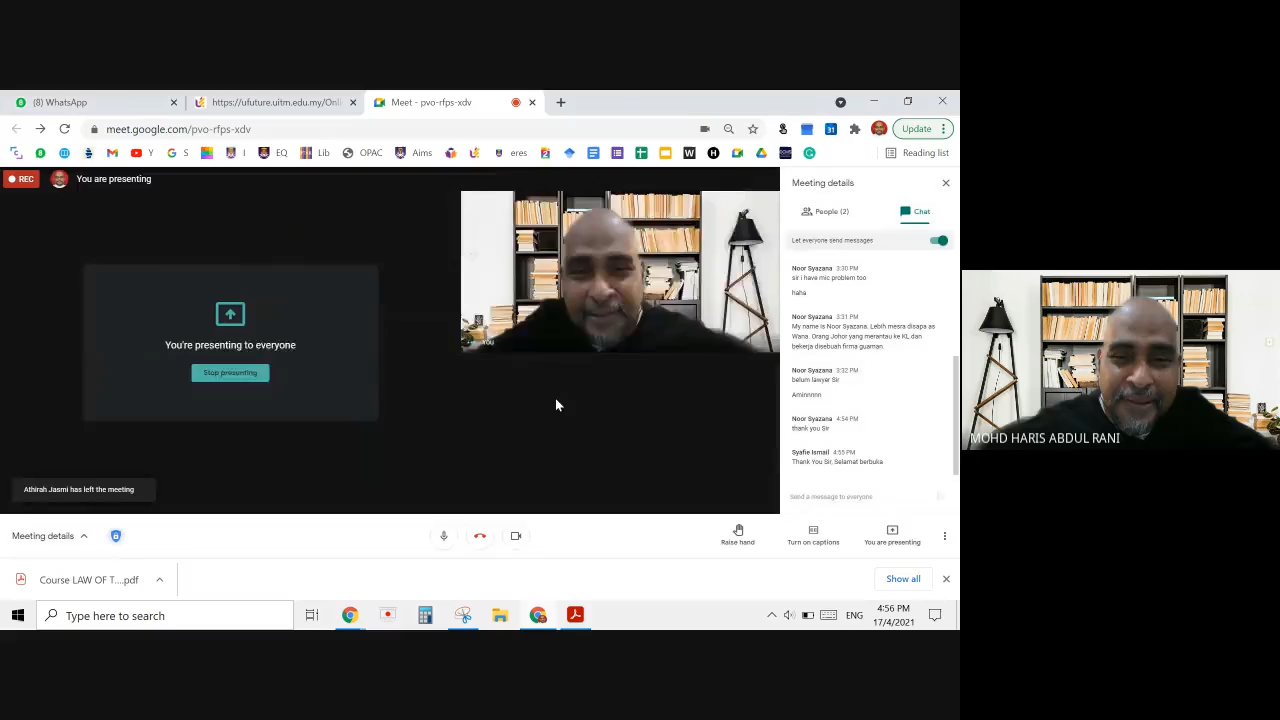 (8) WhatsApp
https://ufuture.uitm.edu.my/Onli
Meet - pvo-rfps-xdv
meet.google.com/pvo-rfps-xdv
Update
Y
EQ
Lib
OPAC
Aims
eres
Reading list
REC
You are presenting
Meeting details
People (2)
Chat
Let everyone send messages
Noor Syazana 3:30 PM
sir i have mic problem too
haha
Noor Syazana 3:31 PM
My name is Noor Syazana. Lebih mesra disapa as
Wana. Orang Johor yang merantau ke KL dan
bekerja disebuah firma guaman.
Noor Syazana 3:32 PM
belum lawyer Sir
Aminnnnn
Noor Syazana 4:54 PM
thank you Sir
Syafie Ismail 4:55 PM
Thank You Sir, Selamat berbuka
Send a message to everyone
You're presenting to everyone
Stop presenting
YOU
Athirah Jasmi has left the meeting
MOHD HARIS ABDUL RANI
Meeting details
Raise hand
Turn on captions
You are presenting
Course LAW OF T....pdf
Show all
Type here to search
ENG
4:56 PM
17/4/2021